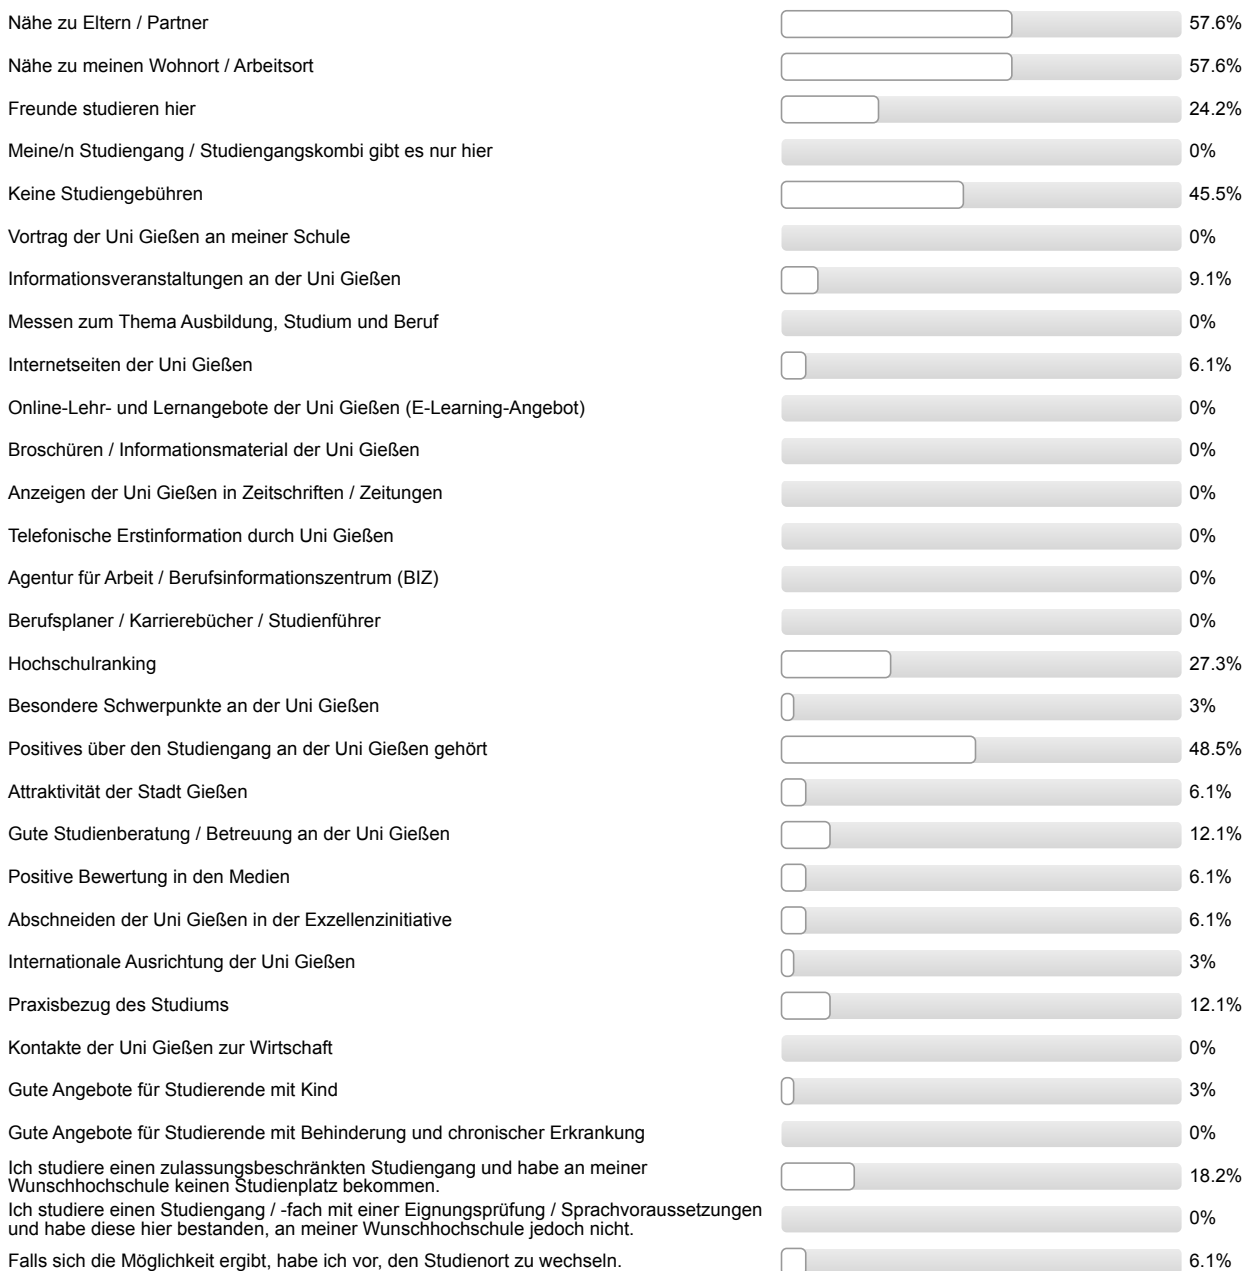 Nähe zu Eltern / Partner 57.6%
Nähe zu meinen Wohnort / Arbeitsort 57.6%
Freunde studieren hier 24.2%
Meine/n Studiengang / Studiengangskombi gibt es nur hier 0%
Keine Studiengebühren 45.5%
Vortrag der Uni Gießen an meiner Schule 0%
Informationsveranstaltungen an der Uni Gießen 9.1%
Messen zum Thema Ausbildung, Studium und Beruf 0%
Internetseiten der Uni Gießen 6.1%
Online-Lehr- und Lernangebote der Uni Gießen (E-Learning-Angebot) 0%
Broschüren / Informationsmaterial der Uni Gießen 0%
Anzeigen der Uni Gießen in Zeitschriften / Zeitungen 0%
Telefonische Erstinformation durch Uni Gießen 0%
Agentur für Arbeit / Berufsinformationszentrum (BIZ) 0%
Berufsplaner / Karrierebücher / Studienführer 0%
Hochschulranking 27.3%
Besondere Schwerpunkte an der Uni Gießen 3%
Positives über den Studiengang an der Uni Gießen gehört 48.5%
Attraktivität der Stadt Gießen 6.1%
Gute Studienberatung / Betreuung an der Uni Gießen 12.1%
Positive Bewertung in den Medien 6.1%
Abschneiden der Uni Gießen in der Exzellenzinitiative 6.1%
Internationale Ausrichtung der Uni Gießen 3%
Praxisbezug des Studiums 12.1%
Kontakte der Uni Gießen zur Wirtschaft 0%
Gute Angebote für Studierende mit Kind 3%
Gute Angebote für Studierende mit Behinderung und chronischer Erkrankung 0%
Ich studiere einen zulassungsbeschränkten Studiengang und habe an meiner
Wunschhochschule keinen Studienplatz bekommen. 18.2%
Ich studiere einen Studiengang / -fach mit einer Eignungsprüfung / Sprachvoraussetzungen
und habe diese hier bestanden, an meiner Wunschhochschule jedoch nicht. 0%
Falls sich die Möglichkeit ergibt, habe ich vor, den Studienort zu wechseln. 6.1%